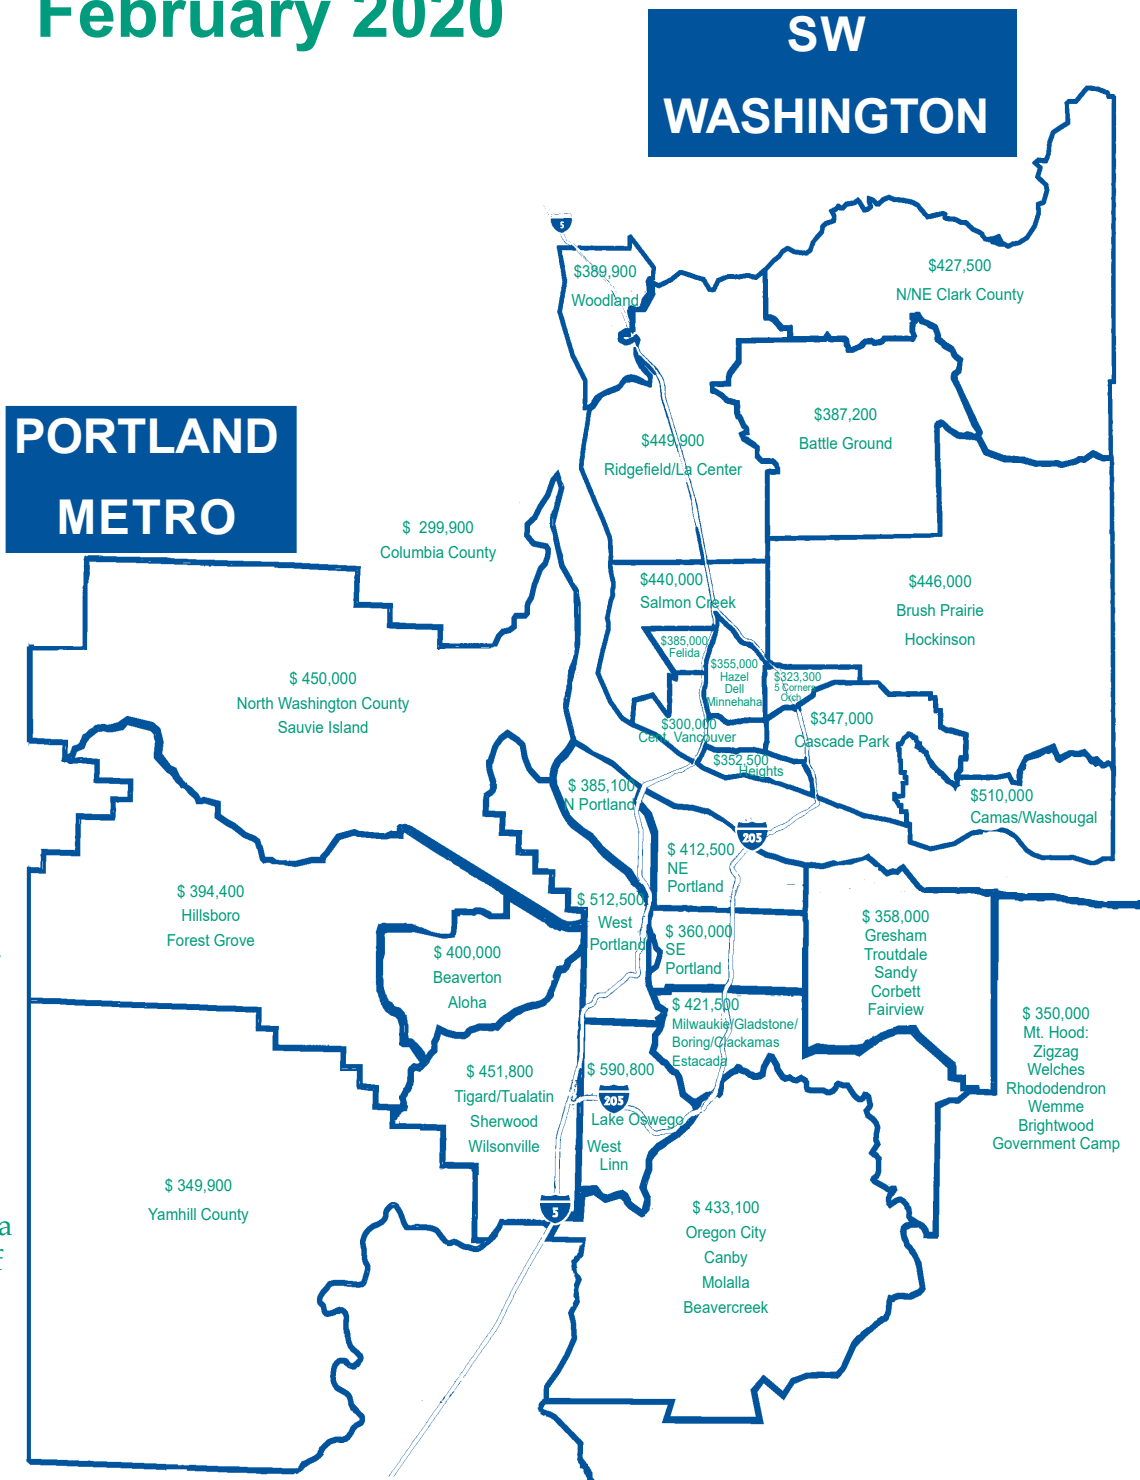 February 2020
SW
WASHINGTON
5
$389,900
Woodland
$427,500
N/NE Clark County
$387,200
Battle Ground
$449,900
Ridgefield/La Center
PORTLAND
METRO
$ 299,900
Columbia County
$440,000
Salmon Creek
$446,000
Brush Prairie
Hockinson
$385,000
Felida
$355,000
Hazel
Dell
Minnehaha
$323,300
5 Corners
Orch
$ 450,000
North Washington County
Sauvie Island
$300,000
Cent. Vancouver
$347,000
Cascade Park
$352,500
Heights
$510,000
Camas/Washougal
$ 385,100
N Portland
205
$ 412,500
NE
Portland
$ 394,400
Hillsboro
Forest Grove
$ 512,500
West
Portland
$ 360,000
SE
Portland
$ 358,000
Gresham
Troutdale
Sandy
Corbett
Fairview
$ 400,000
Beaverton
Aloha
$ 421,500
Milwaukie/Gladstone/
Boring/Clackamas
Estacada
$ 350,000
Mt. Hood:
Zigzag
Welches
Rhododendron
Wemme
Brightwood
Government Camp
$ 451,800
Tigard/Tualatin
Sherwood
Wilsonville
$ 590,800
205
Lake Oswego
West
Linn
$ 349,900
Yamhill County
a
f
5
$ 433,100
Oregon City
Canby
Molalla
Beavercreek